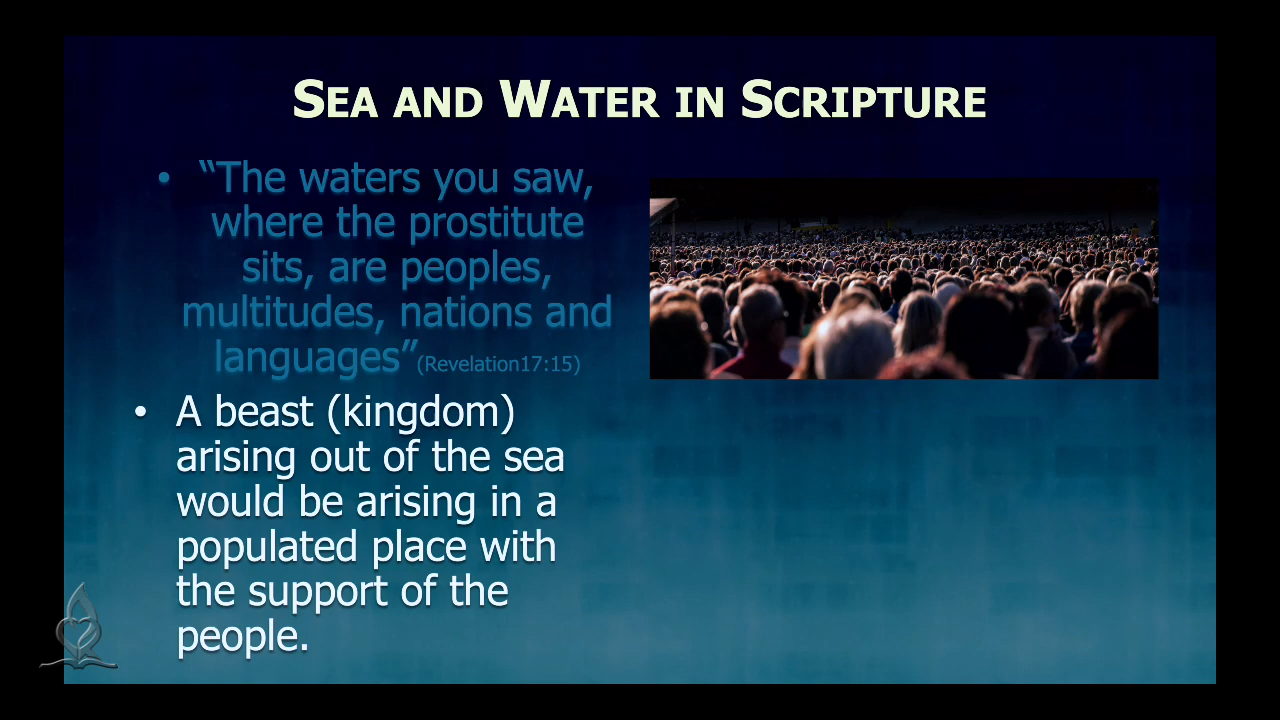 SEA AND WATER IN SCRIPTURE
• “The waters you saw,
where the prostitute
sits, are peoples,
multitudes, nations and
languages”(Revelation17:15)
• A beast (kingdom)
arising out of the sea
would be arising in a
populated place with
the support of the
people.